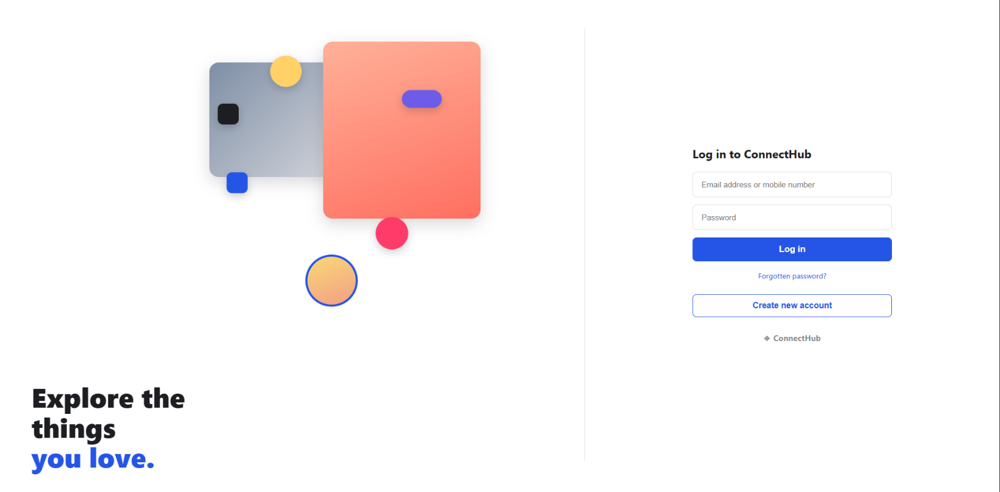 Explore the
things
you love.
Log in to ConnectHub
Email address or mobile number
Password
Log in
Forgotten password?
Create new account
ConnectHub